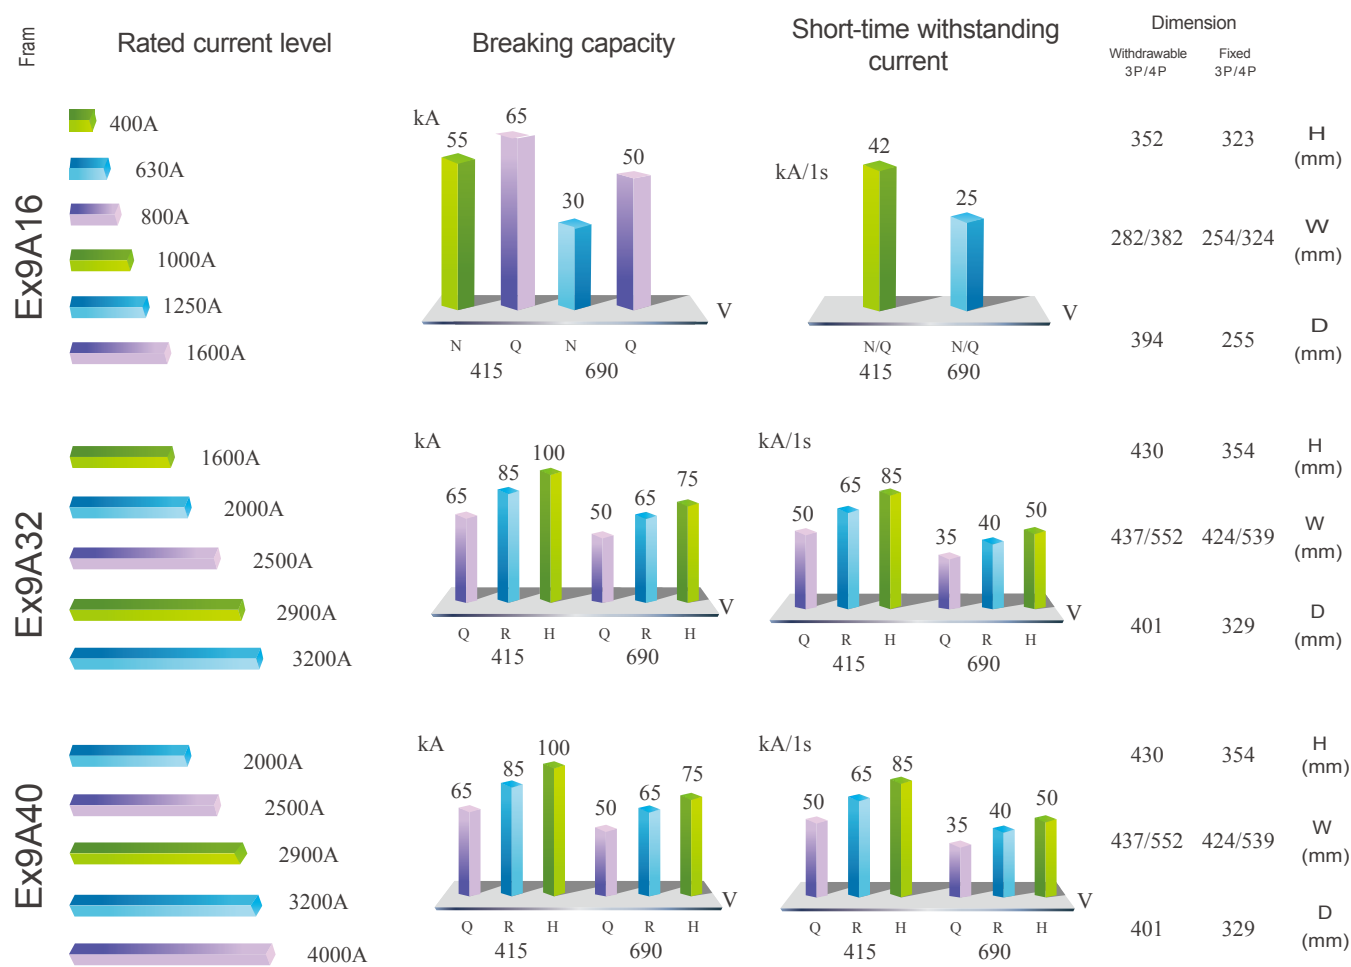 Fram
Rated current level
Breaking capacity
Short-time withstanding
current
Dimension
Withdrawable
3P/4P
Fixed
3P/4P
Ex9A16
400A
630A
800A
1000A
1250A
1600A
kA
55
65
30
50
V
N Q N Q
415 690
kA/1s
42
25
V
N/Q N/Q
415 690
352 323 H
(mm)
282/382 254/324 W
(mm)
394 255 D
(mm)
Ex9A32
1600A
2000A
2500A
2900A
3200A
kA
65
85
100
50
65
75
V
Q R H Q R H
415 690
kA/1s
50
65
85
35
40
50
V
Q R H Q R H
415 690
430 354 H
(mm)
437/552 424/539 W
(mm)
401 329 D
(mm)
Ex9A40
2000A
2500A
2900A
3200A
4000A
kA
65
85
100
50
65
75
V
Q R H Q R H
415 690
kA/1s
50
65
85
35
40
50
V
Q R H Q R H
415 690
430 354 H
(mm)
437/552 424/539 W
(mm)
401 329 D
(mm)